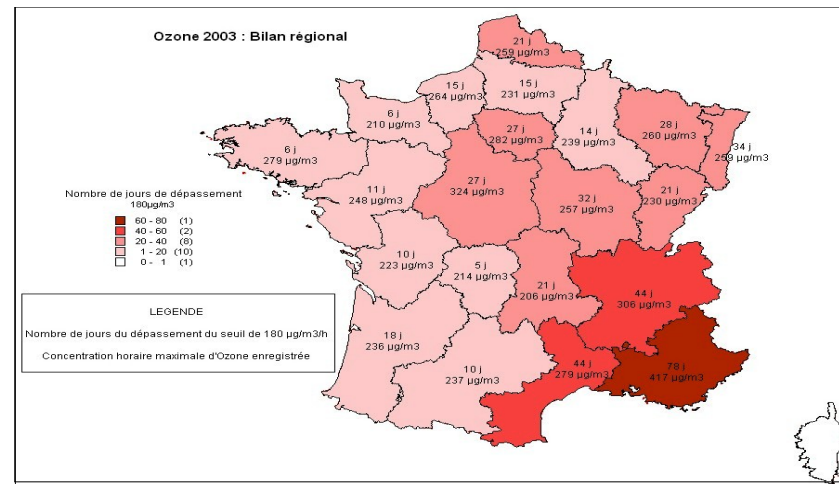 Ozone 2003 : Bilan régional
21 j
259 µg/m3
15 j
264 µg/m3
15 j
231 µg/m3
6 j
210 µg/m3
14 j
239 µg/m3
28 j
260 µg/m3
34 j
259 µg/m3
27 j
282 µg/m3
6 j
279 µg/m3
11 j
248 µg/m3
27 j
324 µg/m3
32 j
257 µg/m3
21 j
230 µg/m3
Nombre de jours de dépassement
180µg/m3
60 - 80 (1)
40 - 60 (2)
20 - 40 (8)
1 - 20 (10)
0 - 1 (1)
10 j
223 µg/m3
5 j
214 µg/m3
21 j
206 µg/m3
44 j
306 µg/m3
LEGENDE
Nombre de jours du dépassement du seuil de 180 µg/m3/h
Concentration horaire maximale d'Ozone enregistrée
18 j
236 µg/m3
10 j
237 µg/m3
44 j
279 µg/m3
78 j
417 µg/m3